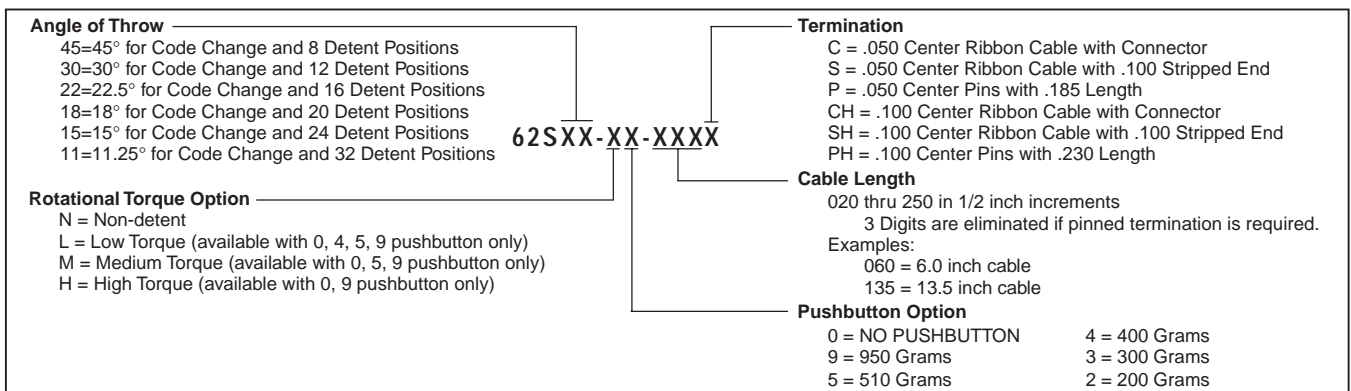 Angle of Throw
45=45° for Code Change and 8 Detent Positions
30=30° for Code Change and 12 Detent Positions
22=22.5° for Code Change and 16 Detent Positions
18=18° for Code Change and 20 Detent Positions
15=15° for Code Change and 24 Detent Positions
11=11.25° for Code Change and 32 Detent Positions
Rotational Torque Option
N = Non-detent
L = Low Torque (available with 0, 4, 5, 9 pushbutton only)
M = Medium Torque (available with 0, 5, 9 pushbutton only)
H = High Torque (available with 0, 9 pushbutton only)
62SXX-XX-XXXX
Termination
C = .050 Center Ribbon Cable with Connector
S = .050 Center Ribbon Cable with .100 Stripped End
P = .050 Center Pins with .185 Length
CH = .100 Center Ribbon Cable with Connector
SH = .100 Center Ribbon Cable with .100 Stripped End
PH = .100 Center Pins with .230 Length
Cable Length
020 thru 250 in 1/2 inch increments
3 Digits are eliminated if pinned termination is required.
Examples:
060 = 6.0 inch cable
135 = 13.5 inch cable
Pushbutton Option
0 = NO PUSHBUTTON 4 = 400 Grams
9 = 950 Grams 3 = 300 Grams
5 = 510 Grams 2 = 200 Grams